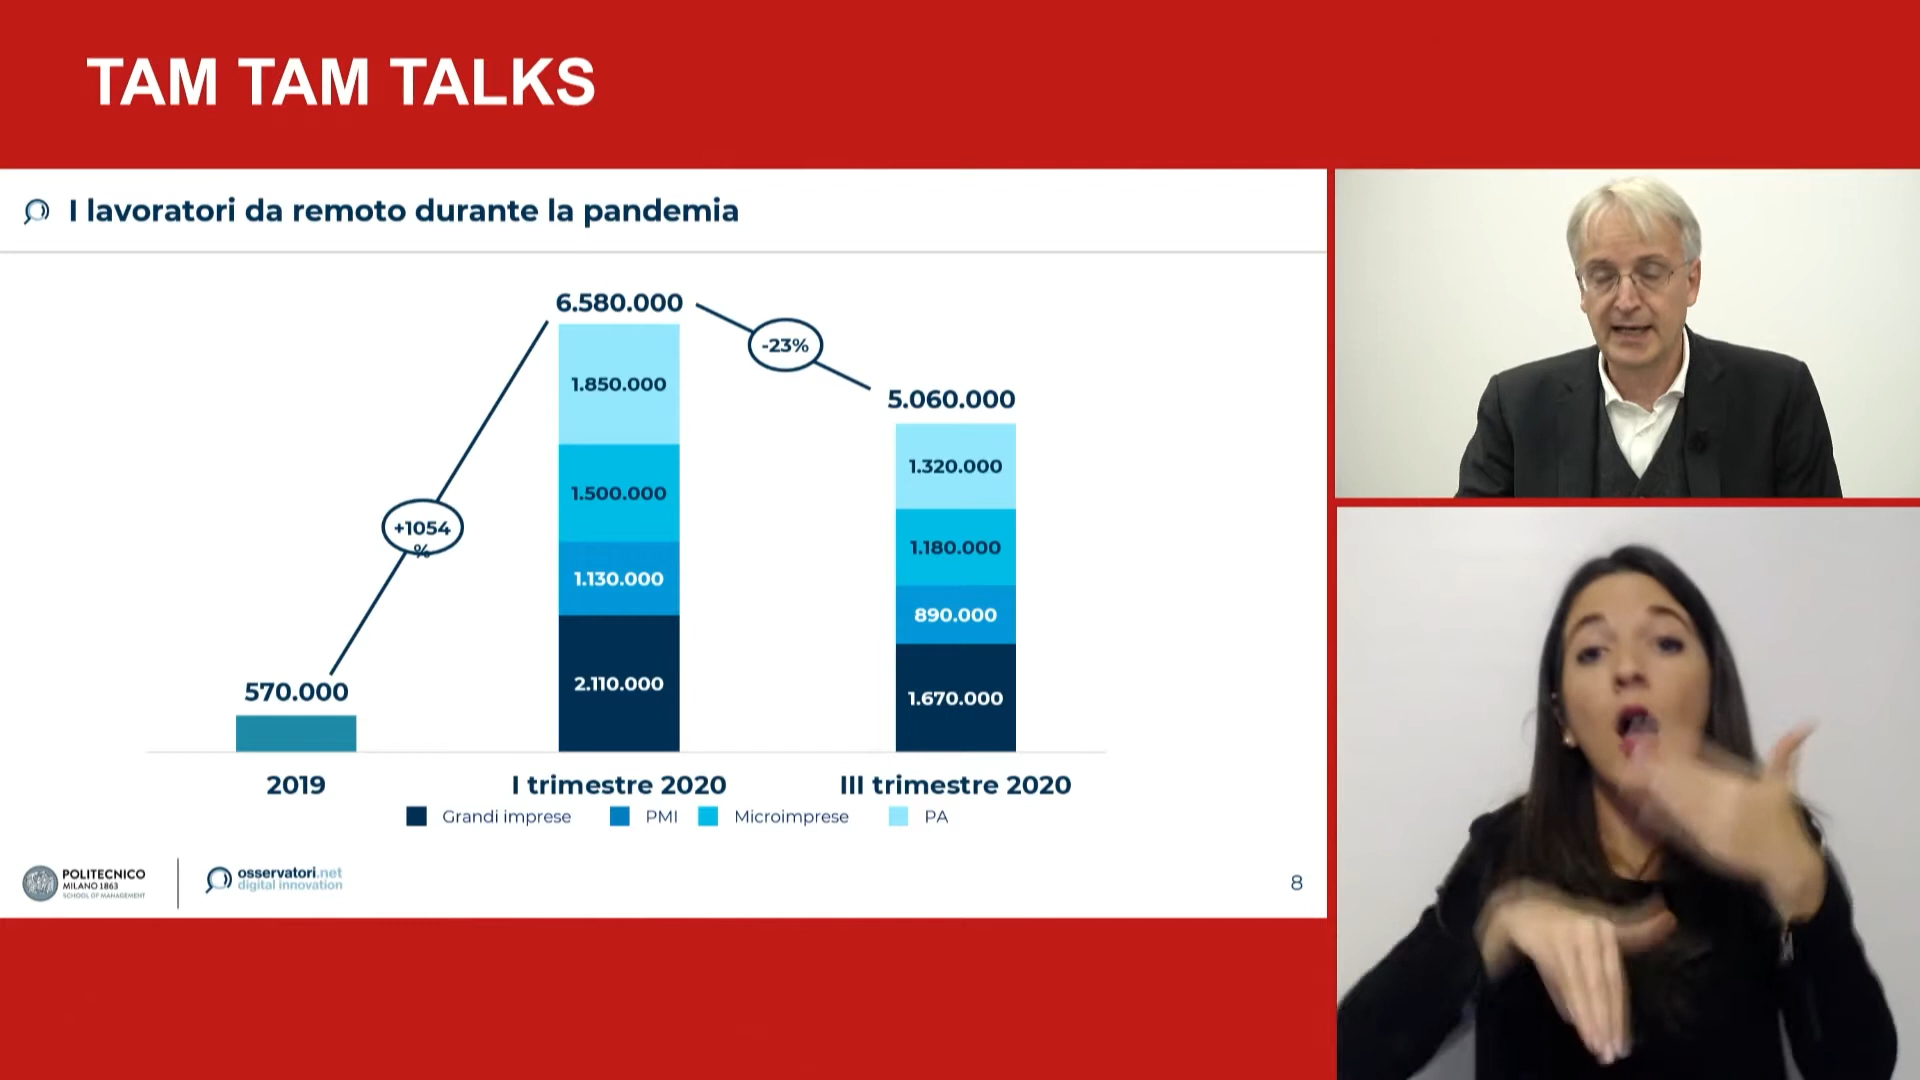 TAM TAM TALKS
I lavoratori da remoto durante la pandemia
6.580.000
-23%
5.060.000
1.850.000
1.320.000
1.500.000
+1054
%
1.180.000
1.130.000
890.000
2.110.000
1.670.000
570.000
2019
I trimestre 2020
III trimestre 2020
Grandi imprese
PMI
Microimprese
PA
POLITECNICO
MILANO 1863
SCHOOL OF MANAGEMENT
osservatori.net
digital innovation
8